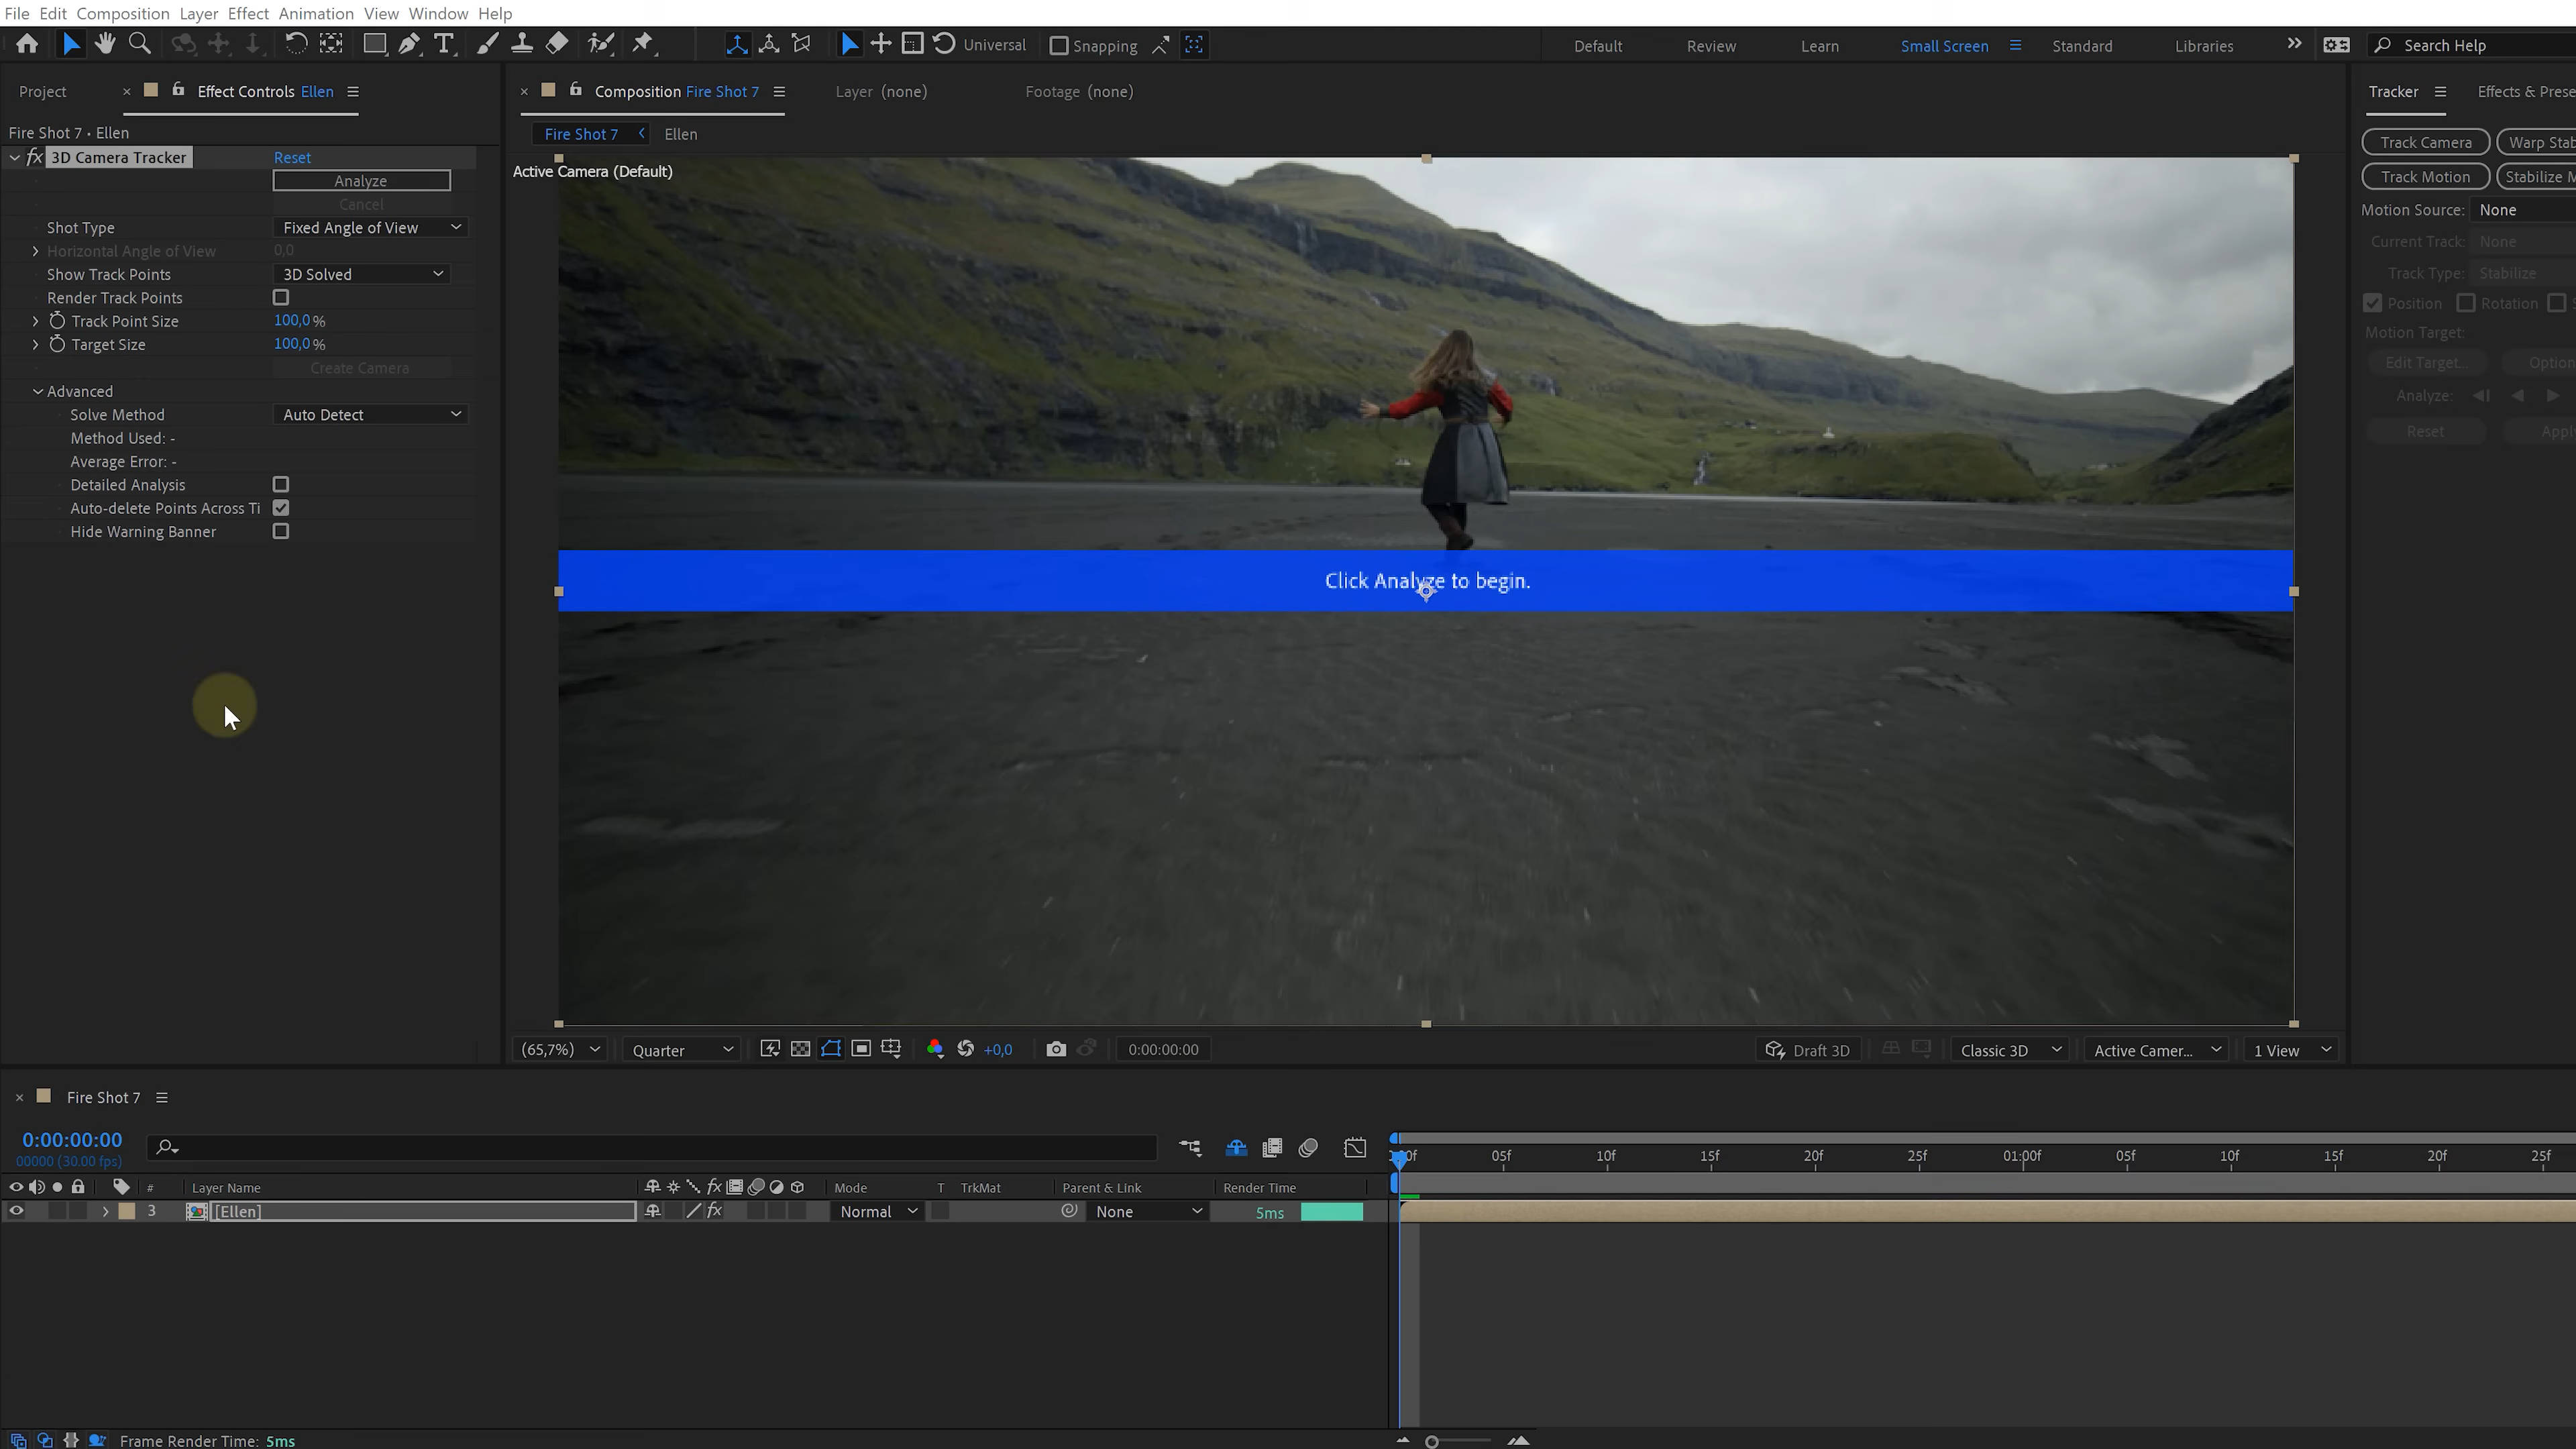 File Edit Composition Layer Effect Animation View Window Help
Universal Snapping Default Review Learn Small Screen Standard Libraries Search Help
Project Effect Controls Ellen
Composition Fire Shot 7 Layer (none) Footage (none)
Tracker Effects & Prese
Fire Shot 7 • Ellen
Fire Shot 7 Ellen
3D Camera Tracker Reset
Analyze
Cancel
Shot Type Fixed Angle of View
Horizontal Angle of View 0,0
Show Track Points 3D Solved
Render Track Points
Track Point Size 100,0 %
Target Size 100,0 %
Create Camera
Advanced
Solve Method Auto Detect
Method Used: -
Average Error: -
Detailed Analysis
Auto-delete Points Across Ti
Hide Warning Banner
Active Camera (Default)
Click Analyze to begin.
Track Camera Warp Stab
Track Motion Stabilize M
Motion Source: None
Current Track: None
Track Type: Stabilize
Position Rotation S
Motion Target:
Edit Target... Option
Analyze:
Reset Apply
(65,7%) Quarter +0,0 0:00:00:00 Draft 3D Classic 3D Active Camer... 1 View
Fire Shot 7
0:00:00:00
00000 (30.00 fps)
05f 10f 15f 20f 25f 01:00f 05f 10f 15f 20f 25f
# Layer Name Mode T TrkMat Parent & Link Render Time
3 [Ellen] Normal None 5ms
Frame Render Time: 5ms